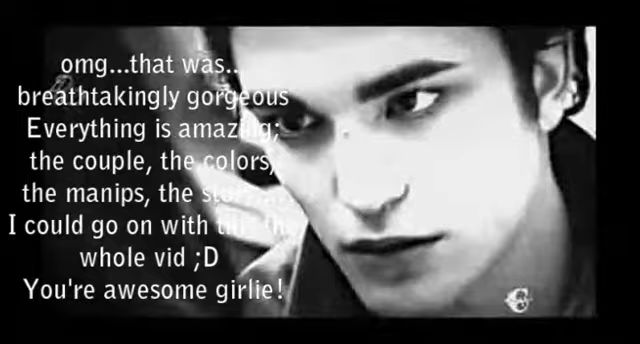 omg...that was..
breathtakingly gorgeous
Everything is amazing;
the couple, the colors,
the manips, the
I could go on with
whole vid ;D
You're awesome girlie!